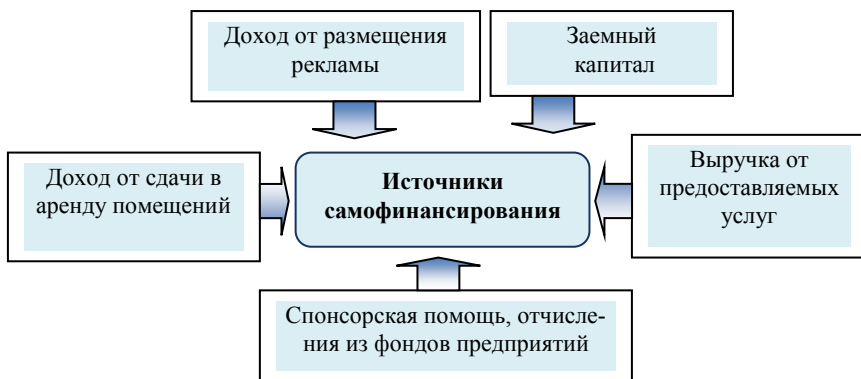 Доход от размещения
рекламы
Заемный
капитал
Доход от сдачи в
аренду помещений
Источники
самофинансирования
Выручка от
предоставляемых
услуг
Спонсорская помощь, отчисле-
ния из фондов предприятий